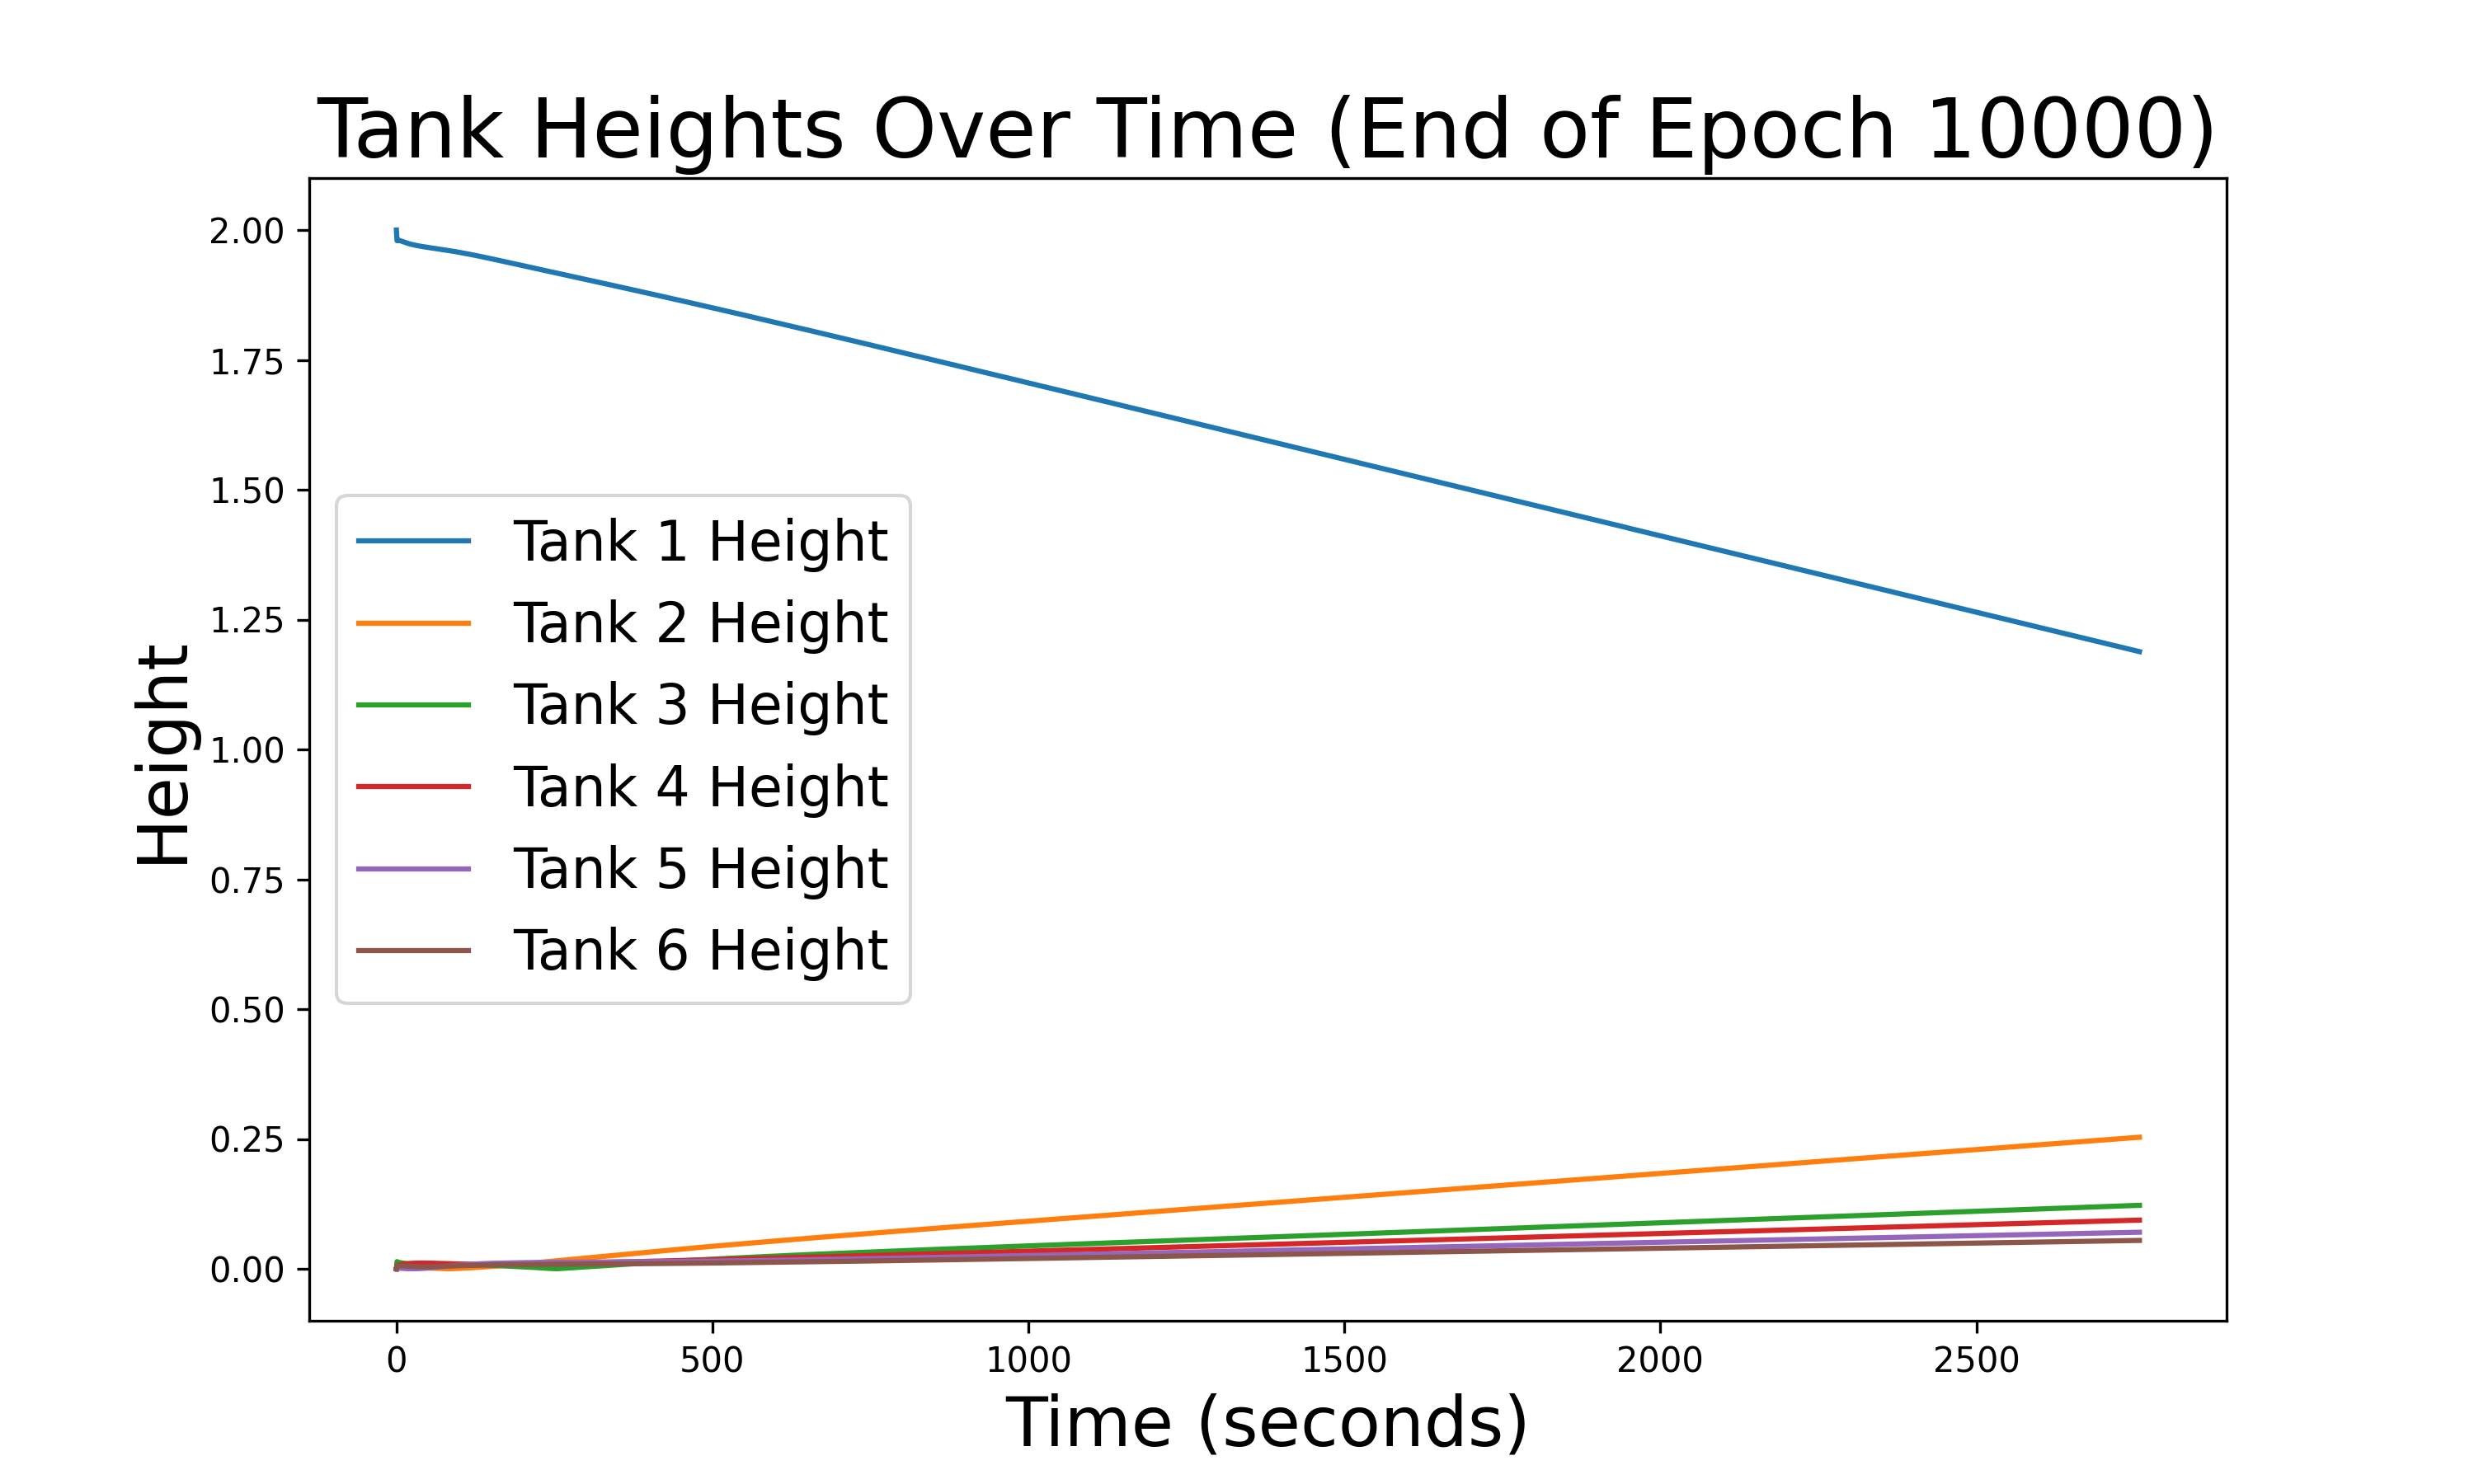 Tank Heights Over Time (End of Epoch 10000)
Height
2.00
1.75
1.50
1.25
1.00
0.75
0.50
0.25
0.00
Tank 1 Height
Tank 2 Height
Tank 3 Height
Tank 4 Height
Tank 5 Height
Tank 6 Height
0 500 1000 1500 2000 2500
Time (seconds)